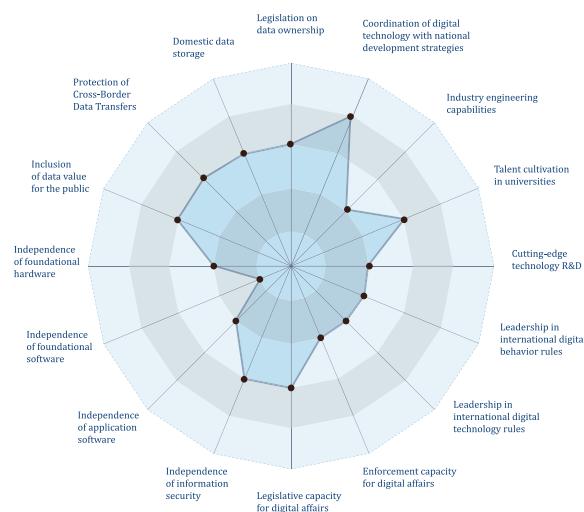 Legislation on
data ownership
Coordination of digital
technology with national
development strategies
Industry engineering
capabilities
Talent cultivation
in universities
Cutting-edge
technology R&D
Leadership in
international digita
behavior rules
Leadership in
international digital
technology rules
Enforcement capacity
for digital affairs
Legislative capacity
for digital affairs
Independence
of information
security
Independence
of application
software
Independence
of foundational
software
Independence
of foundational
hardware
Inclusion
of data value
for the public
Protection of
Cross-Border
Data Transfers
Domestic data
storage